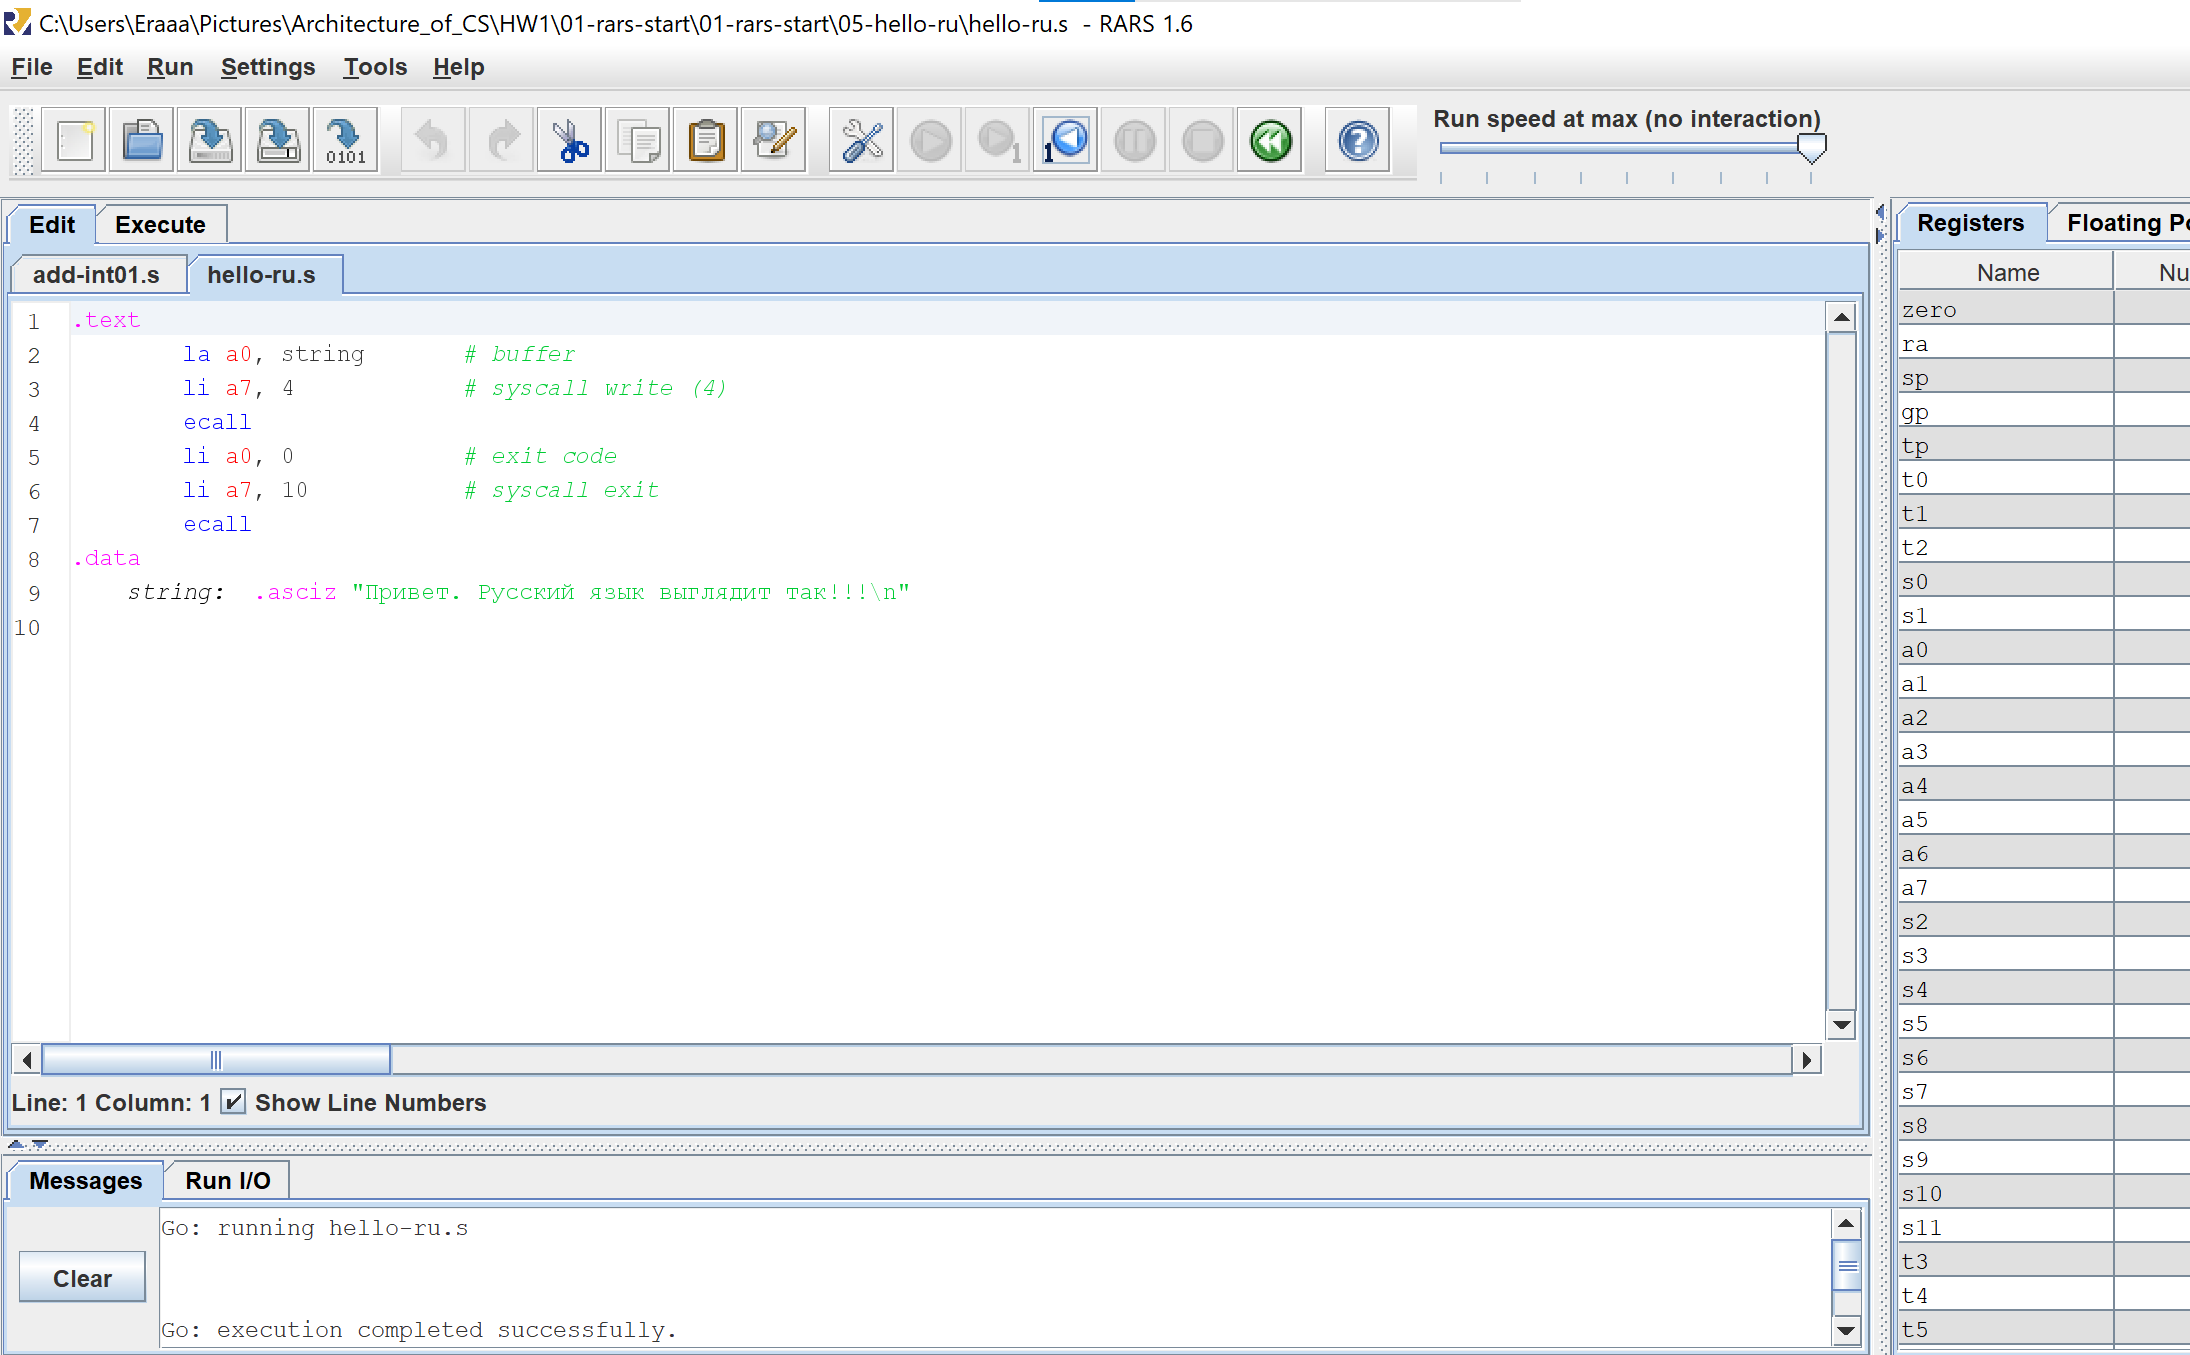 C:\Users\Eraaa\Pictures\Architecture_of_CS\HW1\01-rars-start\01-rars-start\05-hello-ru\hello-ru.s - RARS 1.6
File Edit Run Settings Tools Help
0101
1
1
Run speed at max (no interaction)
Edit Execute
add-int01.s hello-ru.s
1 .text
2 la a0, string # buffer
3 li a7, 4 # syscall write (4)
4 ecall
5 li a0, 0 # exit code
6 li a7, 10 # syscall exit
7 ecall
8 .data
9 string: .asciz "Привет. Русский язык выглядит так!!!\n"
10
Line: 1 Column: 1 Show Line Numbers
Messages Run I/O
Clear
Go: running hello-ru.s
Go: execution completed successfully.
Registers Floating
Name
zero
ra
sp
gp
tp
t0
t1
t2
s0
s1
a0
a1
a2
a3
a4
a5
a6
a7
s2
s3
s4
s5
s6
s7
s8
s9
s10
s11
t3
t4
t5